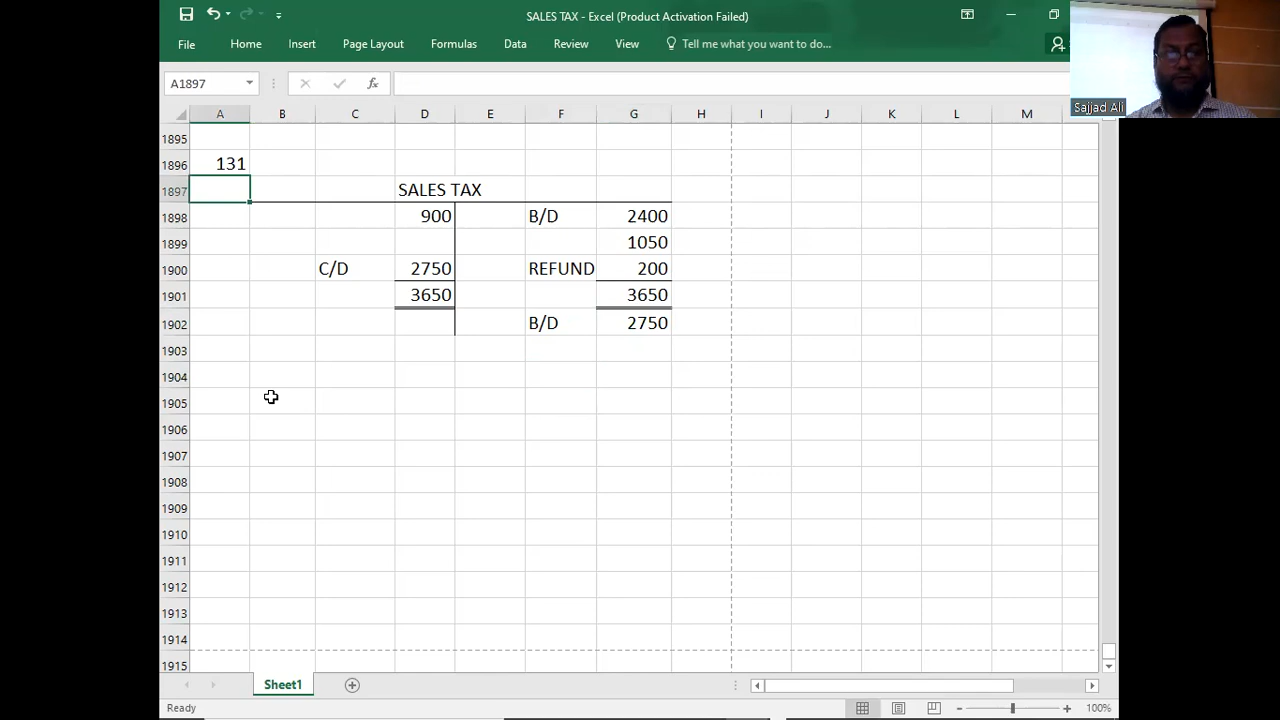 SALES TAX - Excel (Product Activation Failed)
File Home Insert Page Layout Formulas Data Review View Tell me what you want to do...
Sajjad Ali
A1897 fx
A B C D E F G H I J K L M
1895
1896 131
1897 SALES TAX
1898 900 B/D 2400
1899 1050
1900 C/D 2750 REFUND 200
1901 3650 3650
1902 B/D 2750
1903
1904
1905
1906
1907
1908
1909
1910
1911
1912
1913
1914
1915
Sheet1
Ready 100%